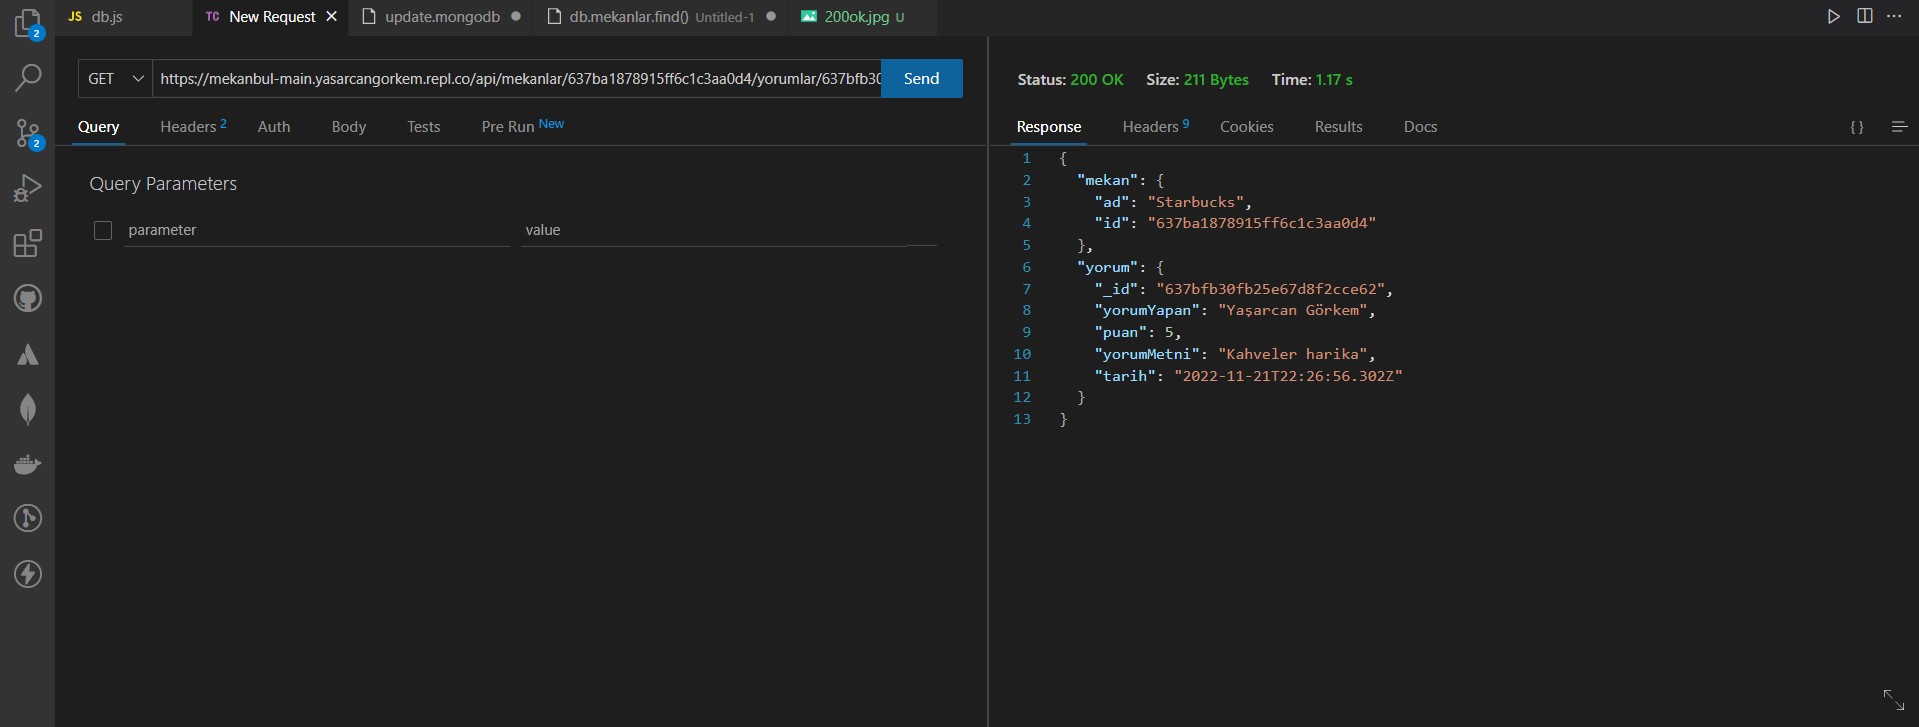 JS db.js TC New Request × update.mongodb db.mekanlar.find() Untitled-1 200ok.jpg U
2
2
GET https://mekanbul-main.yasarcangorkem.repl.co/api/mekanlar/637ba1878915ff6c1c3aa0d4/yorumlar/637bfb30 Send
Query Headers 2 Auth Body Tests Pre Run New
Query Parameters
parameter value
Status: 200 OK Size: 211 Bytes Time: 1.17 s
Response Headers 9 Cookies Results Docs {}
1 {
2 "mekan": {
3 "ad": "Starbucks",
4 "id": "637ba1878915ff6c1c3aa0d4"
5 },
6 "yorum": {
7 "_id": "637bfb30fb25e67d8f2cce62",
8 "yorumYapan": "Yaşarcan Görkem",
9 "puan": 5,
10 "yorumMetni": "Kahveler harika",
11 "tarih": "2022-11-21T22:26:56.302Z"
12 }
13 }